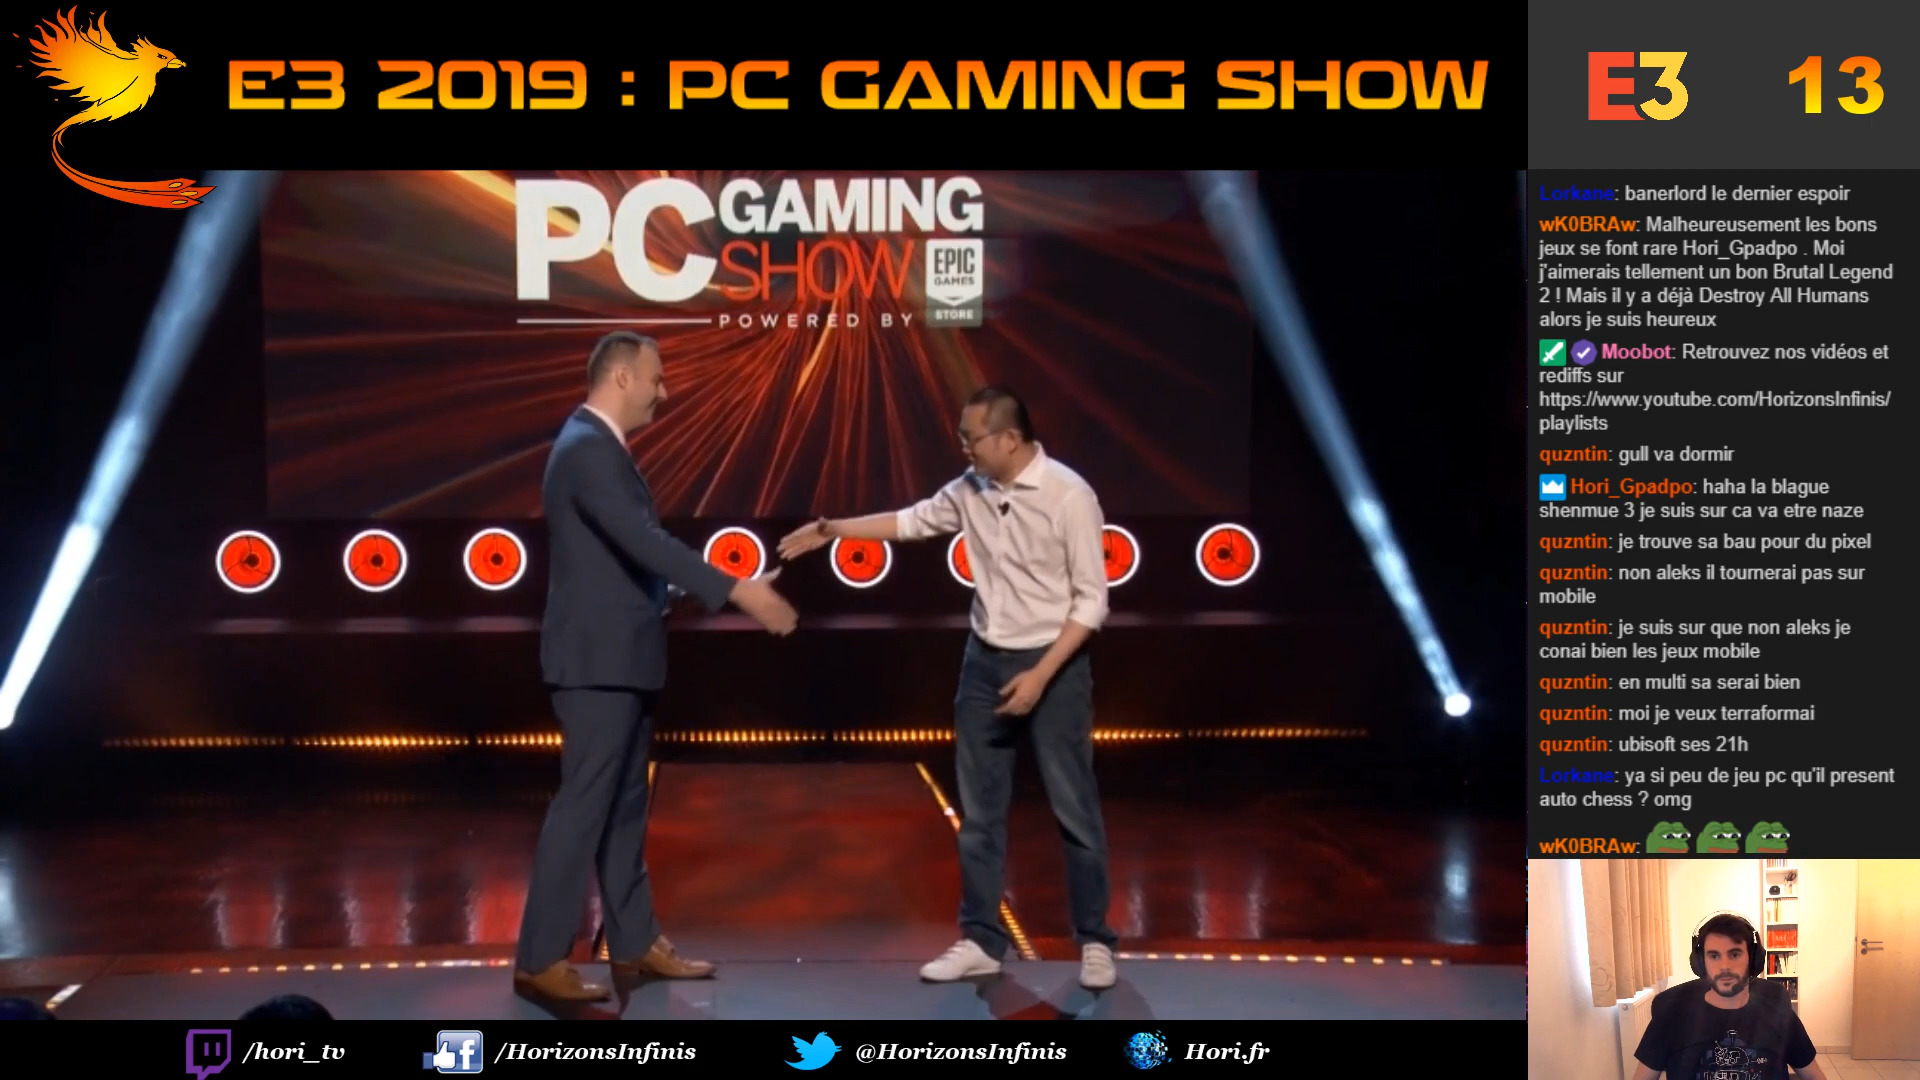 E3 2019 : PC GAMING SHOW
E3
13
PC GAMING
SHOW
EPIC
GAMES
STORE
POWERED BY
Lorkane: banerlord le dernier espoir
wK0BRAw: Malheureusement les bons
jeux se font rare Hori_Gpadpo . Moi
j'aimerais tellement un bon Brutal Legend
2 ! Mais il y a déjà Destroy All Humans
alors je suis heureux
Moobot: Retrouvez nos vidéos et
rediffs sur
https://www.youtube.com/HorizonsInfinis/
playlists
quzntin: gull va dormir
Hori_Gpadpo: haha la blague
shenmue 3 je suis sur ca va etre naze
quzntin: je trouve sa bau pour du pixel
quzntin: non aleks il tournerai pas sur
mobile
quzntin: je suis sur que non aleks je
conai bien les jeux mobile
quzntin: en multi sa serai bien
quzntin: moi je veux terraformai
quzntin: ubisoft ses 21h
Lorkane: ya si peu de jeu pc qu'il present
auto chess ? omg
wK0BRAw:
/hori_tv
/HorizonsInfinis
@HorizonsInfinis
Hori.fr